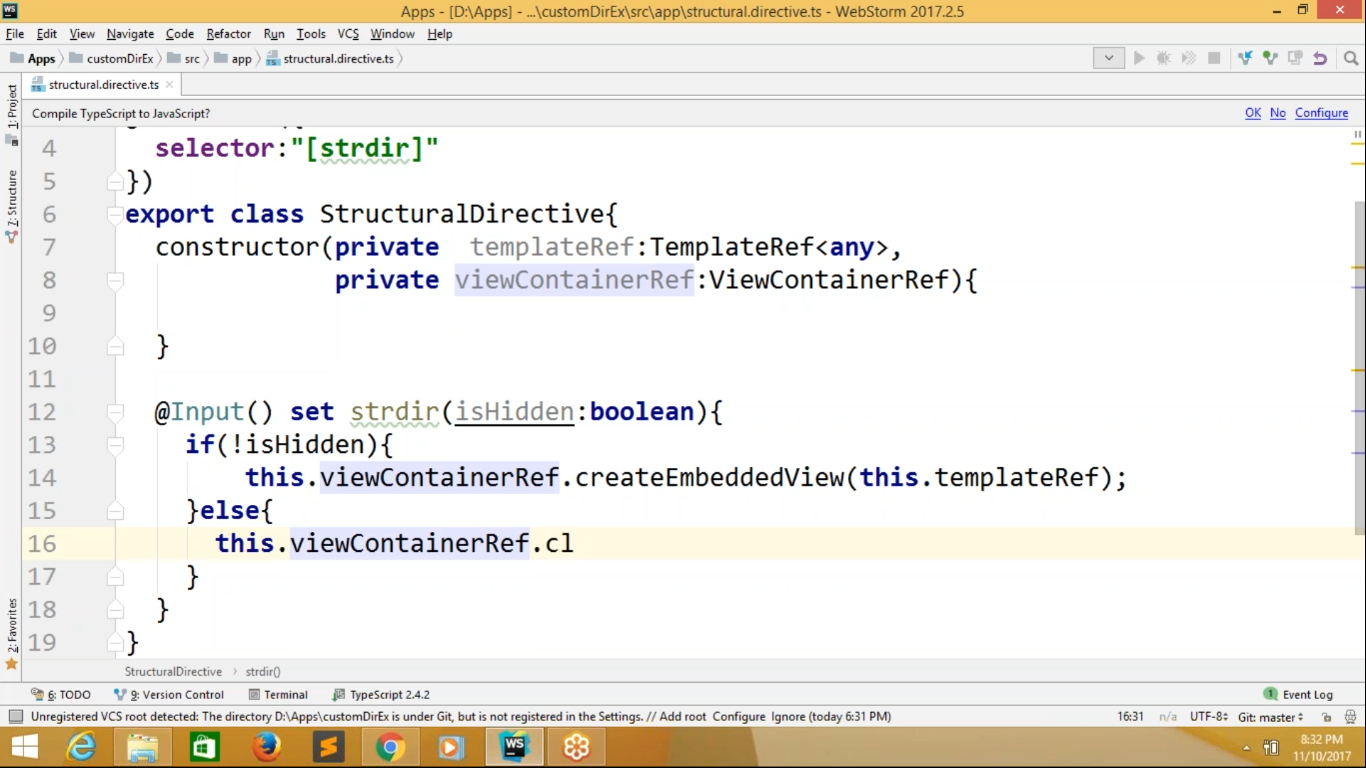 WS
Apps - [D:\Apps] - ...\customDirEx\src\app\structural.directive.ts - WebStorm 2017.2.5
File Edit View Navigate Code Refactor Run Tools VCS Window Help
Apps customDirEx src app structural.directive.ts
structural.directive.ts
Compile TypeScript to JavaScript? OK No Configure
1: Project
7: Structure
2: Favorites
4 selector:"[strdir]"
5 })
6 export class StructuralDirective{
7 constructor(private templateRef:TemplateRef<any>,
8 private viewContainerRef:ViewContainerRef){
9
10 }
11
12 @Input() set strdir(isHidden:boolean){
13 if(!isHidden){
14 this.viewContainerRef.createEmbeddedView(this.templateRef);
15 }else{
16 this.viewContainerRef.cl
17 }
18 }
19 }
StructuralDirective strdir()
6: TODO 9: Version Control Terminal TypeScript 2.4.2 1 Event Log
Unregistered VCS root detected: The directory D:\Apps\customDirEx is under Git, but is not registered in the Settings. // Add root Configure Ignore (today 6:31 PM) 16:31 n/a UTF-8 Git: master
WS
8:32 PM
11/10/2017